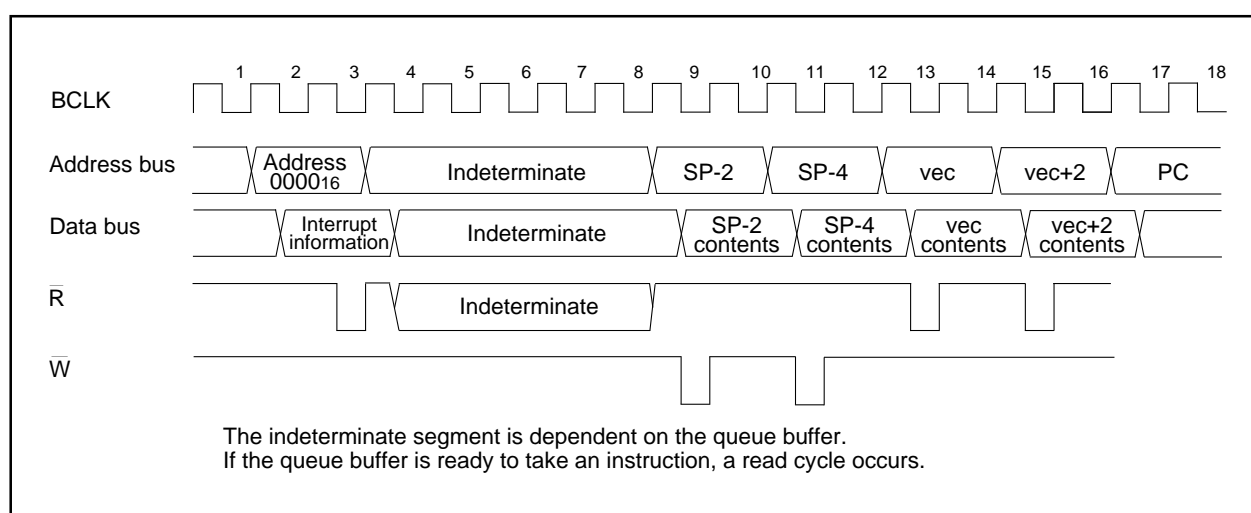 1 2 3 4 5 6 7 8 9 10 11 12 13 14 15 16 17 18
BCLK
Address bus
Address
000016
Indeterminate
SP-2
SP-4
vec
vec+2
PC
Data bus
Interrupt
information
Indeterminate
SP-2
contents
SP-4
contents
vec
contents
vec+2
contents
R
Indeterminate
W
The indeterminate segment is dependent on the queue buffer.
If the queue buffer is ready to take an instruction, a read cycle occurs.